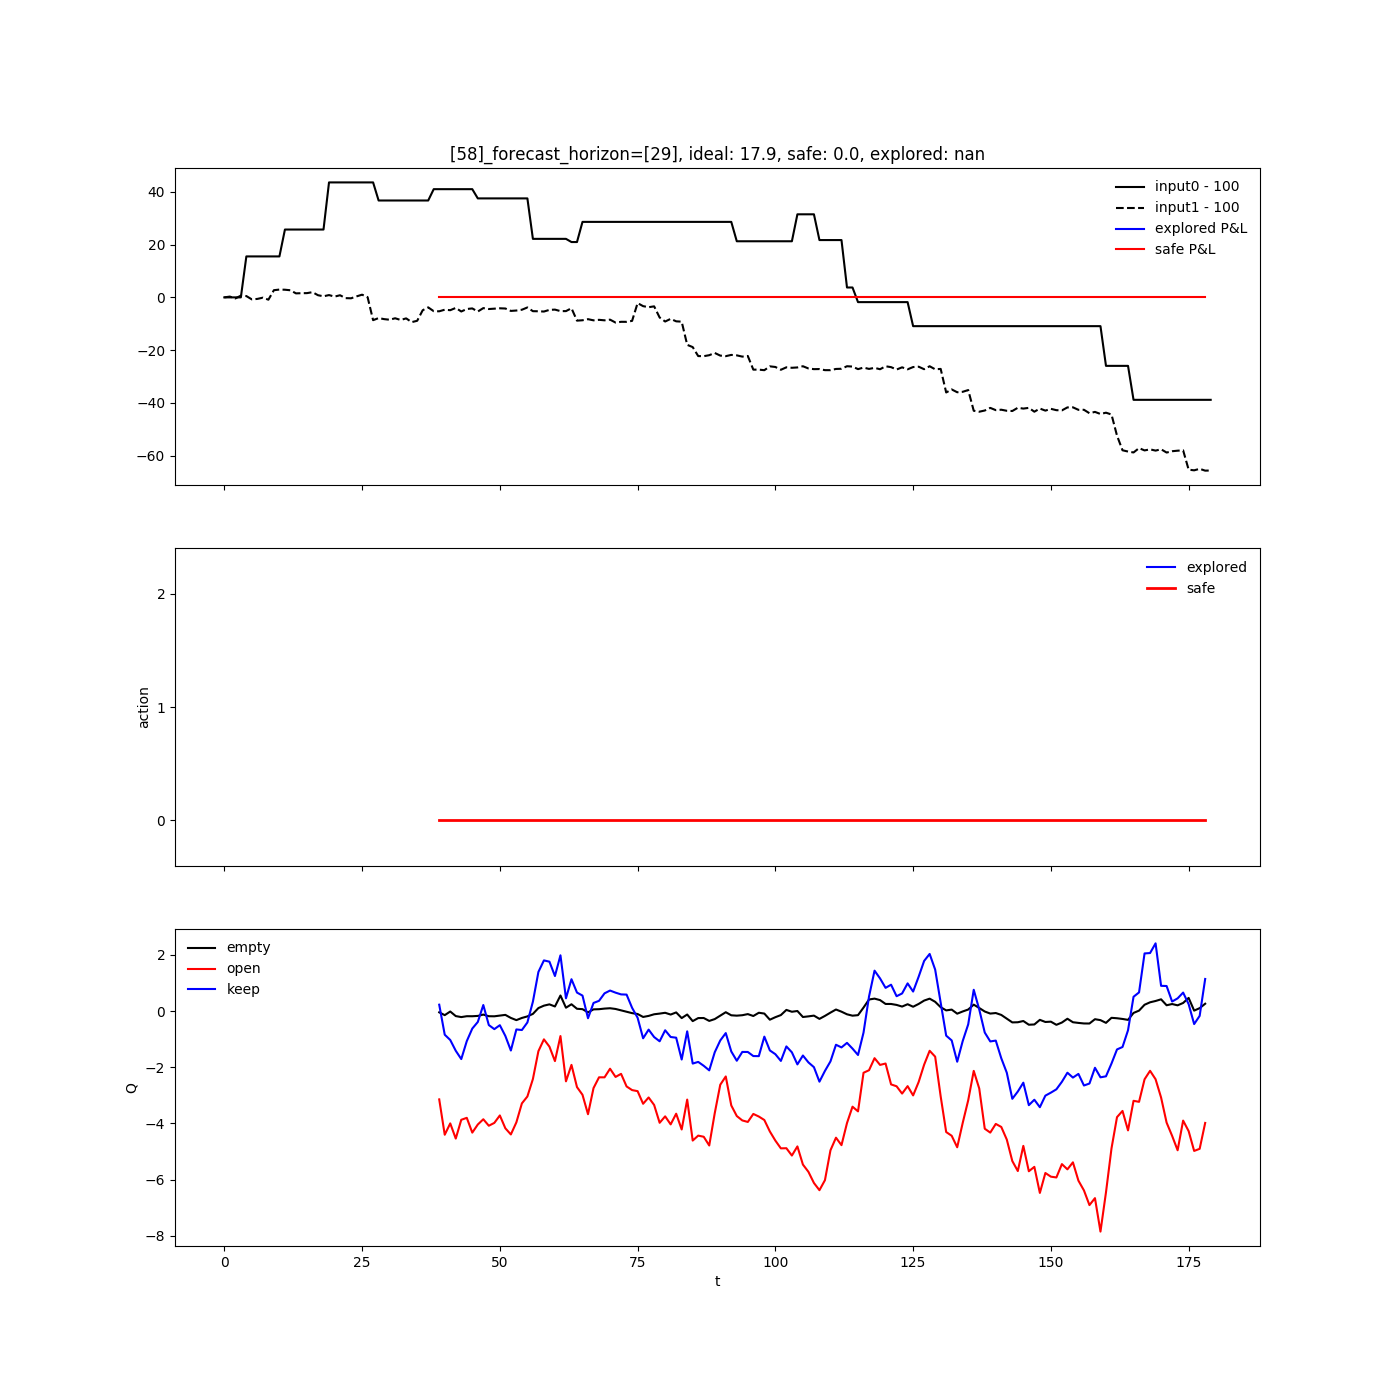 [58]_forecast_horizon=[29], ideal: 17.9, safe: 0.0, explored: nan
40
20
0
−20
−40
−60
input0 - 100
input1 - 100
explored P&L
safe P&L
action
2
1
0
explored
safe
Q
2
0
−2
−4
−6
−8
empty
open
keep
0 25 50 75 100 125 150 175
t